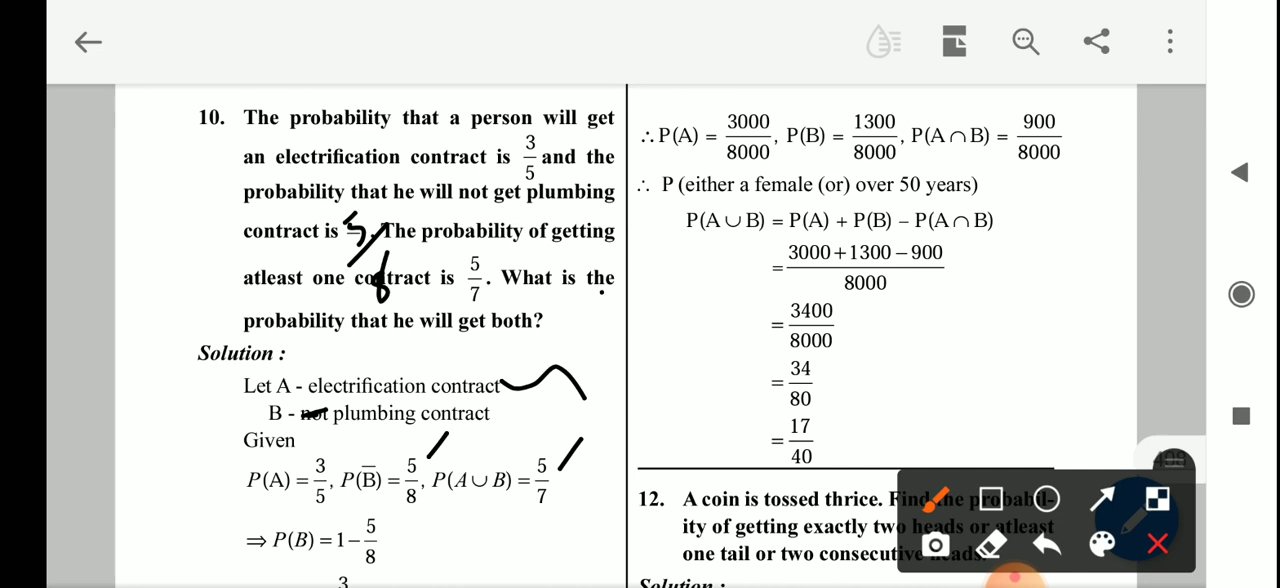 10. The probability that a person will get
an electrification contract is 3/5 and the
probability that he will not get plumbing
contract is 5/8. The probability of getting
atleast one contract is 5/7. What is the
probability that he will get both?
Solution :
Let A - electrification contract
B - not plumbing contract
Given
P(A) = 3/5, P(B̅) = 5/8, P(A ∪ B) = 5/7
⇒ P(B) = 1 − 5/8
3
∴ P(A) = 3000/8000, P(B) = 1300/8000, P(A ∩ B) = 900/8000
∴ P (either a female (or) over 50 years)
P(A ∪ B) = P(A) + P(B) − P(A ∩ B)
= 3000+1300−900/8000
= 3400/8000
= 34/80
= 17/40
12. A coin is tossed thrice. Find the probabil-
ity of getting exactly two heads or atleast
one tail or two consecutive heads.
Solution :